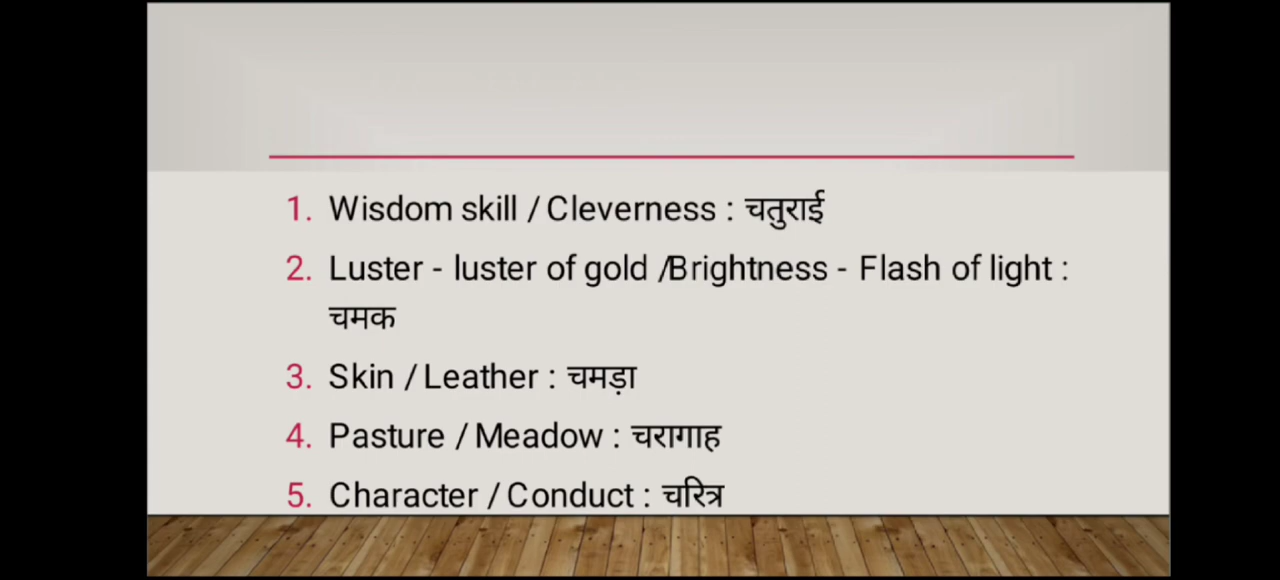 1. Wisdom skill / Cleverness : चतुराई
2. Luster - luster of gold /Brightness - Flash of light :
चमक
3. Skin / Leather : चमड़ा
4. Pasture / Meadow : चरागाह
5. Character / Conduct : चरित्र